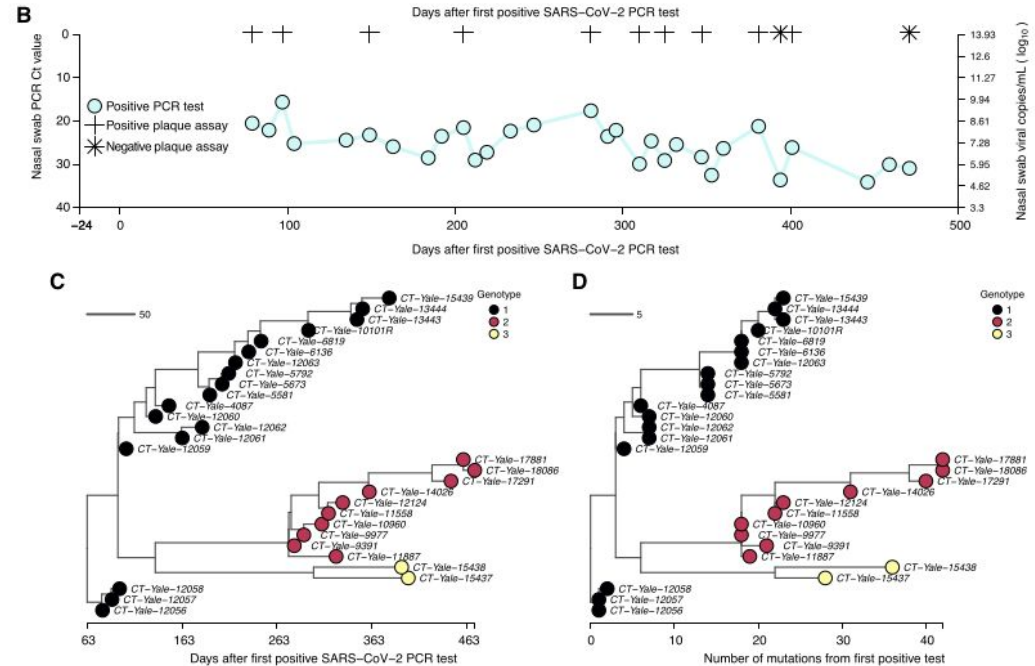 B
Days after first positive SARS−CoV−2 PCR test
Nasal swab PCR Ct value
0
10
20
30
40
Positive PCR test
Positive plaque assay
Negative plaque assay
13.93
12.6
11.27
9.94
8.61
7.28
5.95
4.62
3.3
Nasal swab viral copies/mL ( log₁₀ )
−24 0 100 200 300 400 500
Days after first positive SARS−CoV−2 PCR test
C
50
Genotype
1
2
3
CT−Yale−15439
CT−Yale−13444
CT−Yale−13443
CT−Yale−10101R
CT−Yale−6819
CT−Yale−6136
CT−Yale−12063
CT−Yale−5792
CT−Yale−5673
CT−Yale−5581
CT−Yale−4087
CT−Yale−12060
CT−Yale−12062
CT−Yale−12061
CT−Yale−12059
CT−Yale−17881
CT−Yale−18086
CT−Yale−17291
CT−Yale−14026
CT−Yale−12124
CT−Yale−11558
CT−Yale−10960
CT−Yale−9977
CT−Yale−9391
CT−Yale−11887
CT−Yale−15438
CT−Yale−15437
CT−Yale−12058
CT−Yale−12057
CT−Yale−12056
63 163 263 363 463
Days after first positive SARS−CoV−2 PCR test
D
5
Genotype
1
2
3
CT−Yale−15439
CT−Yale−13444
CT−Yale−13443
CT−Yale−10101R
CT−Yale−6819
CT−Yale−6136
CT−Yale−12063
CT−Yale−5792
CT−Yale−5673
CT−Yale−5581
CT−Yale−4087
CT−Yale−12060
CT−Yale−12062
CT−Yale−12061
CT−Yale−12059
CT−Yale−17881
CT−Yale−18086
CT−Yale−17291
CT−Yale−14026
CT−Yale−12124
CT−Yale−11558
CT−Yale−10960
CT−Yale−9977
CT−Yale−9391
CT−Yale−11887
CT−Yale−15438
CT−Yale−15437
CT−Yale−12058
CT−Yale−12057
CT−Yale−12056
0 10 20 30 40
Number of mutations from first positive test